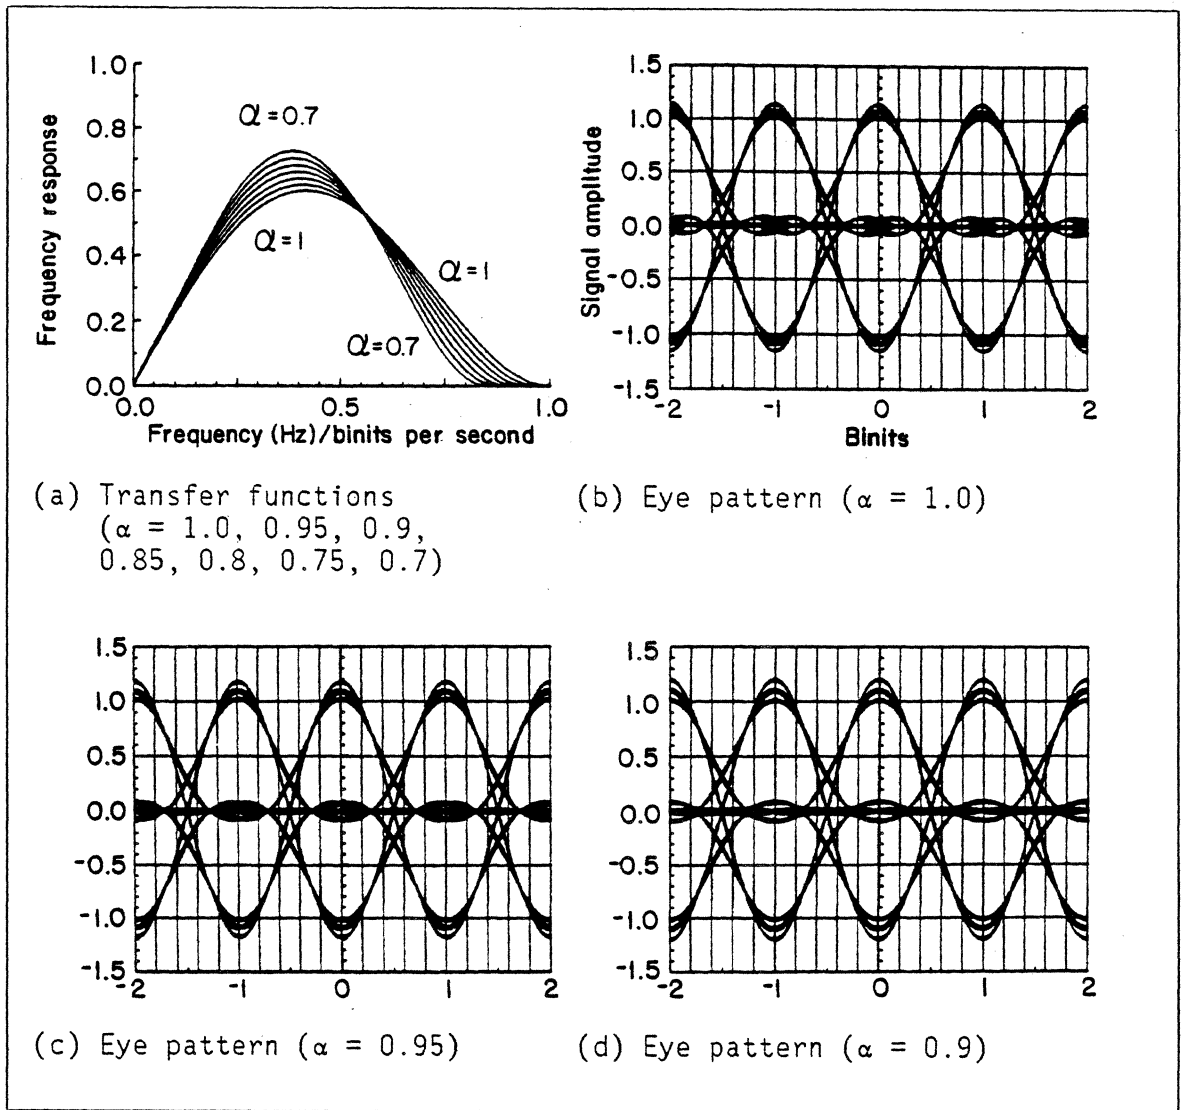 1.0
0.8
0.6
0.4
0.2
0.0
Frequency response
α=0.7
α=1
α=1
α=0.7
0.0 0.5 1.0
Frequency (Hz)/binits per second
(a) Transfer functions
(α = 1.0, 0.95, 0.9,
0.85, 0.8, 0.75, 0.7)
1.5
1.0
0.5
0.0
-0.5
-1.0
-1.5
Signal amplitude
-2 -1 0 1 2
Binits
(b) Eye pattern (α = 1.0)
1.5
1.0
0.5
0.0
-0.5
-1.0
-1.5
-2 -1 0 1 2
(c) Eye pattern (α = 0.95)
1.5
1.0
0.5
0.0
-0.5
-1.0
-1.5
-2 -1 0 1 2
(d) Eye pattern (α = 0.9)